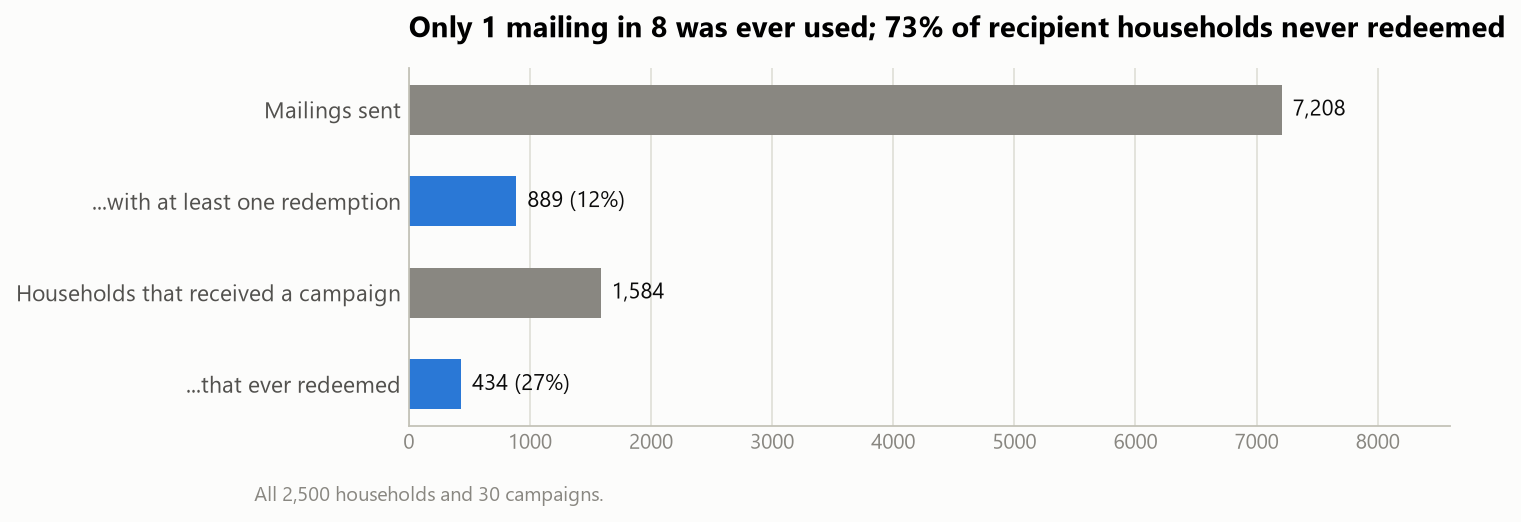 Only 1 mailing in 8 was ever used; 73% of recipient households never redeemed
Mailings sent
7,208
...with at least one redemption
889 (12%)
Households that received a campaign
1,584
...that ever redeemed
434 (27%)
0 1000 2000 3000 4000 5000 6000 7000 8000
All 2,500 households and 30 campaigns.